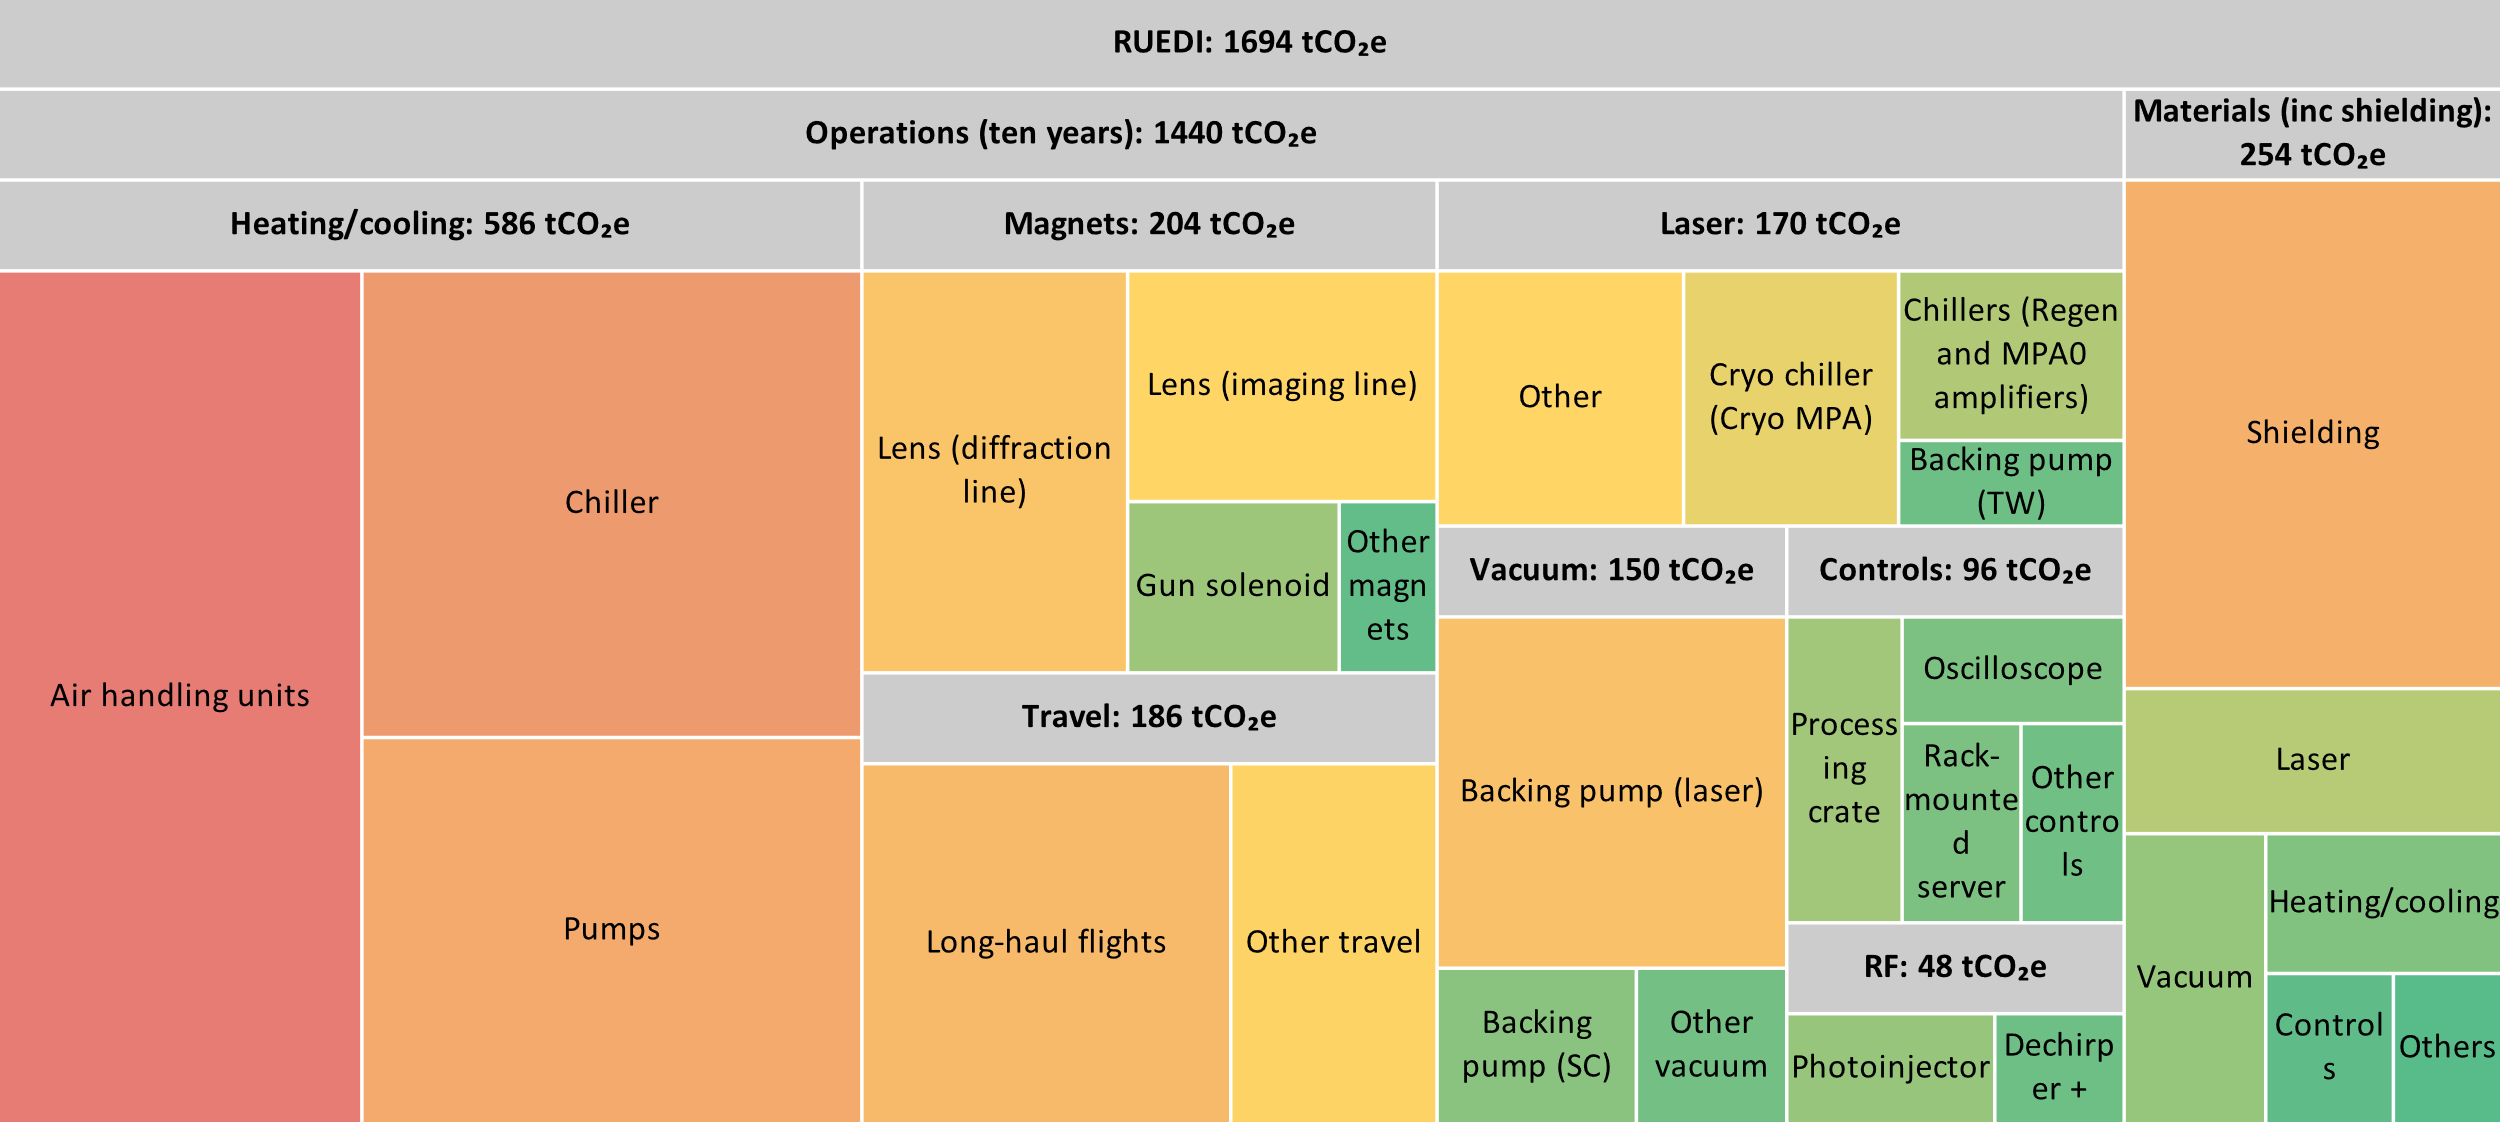 RUEDI: 1694 tCO₂e
Operations (ten years): 1440 tCO₂e
Materials (inc shielding):
254 tCO₂e
Heating/cooling: 586 tCO₂e
Air handling units
Chiller
Pumps
Magnets: 204 tCO₂e
Lens (diffraction
line)
Lens (imaging line)
Gun solenoid
Other
magn
ets
Travel: 186 tCO₂e
Long-haul flights
Other travel
Laser: 170 tCO₂e
Other
Cryo chiller
(Cryo MPA)
Chillers (Regen
and MPA0
amplifiers)
Backing pump
(TW)
Vacuum: 150 tCO₂e
Backing pump (laser)
Backing
pump (SC)
Other
vacuum
Controls: 96 tCO₂e
Process
ing
crate
Oscilloscope
Rack-
mounte
d
server
Other
contro
ls
RF: 48 tCO₂e
Photoinjector
Dechirp
er +
Shielding
Laser
Vacuum
Heating/cooling
Control
s
Others